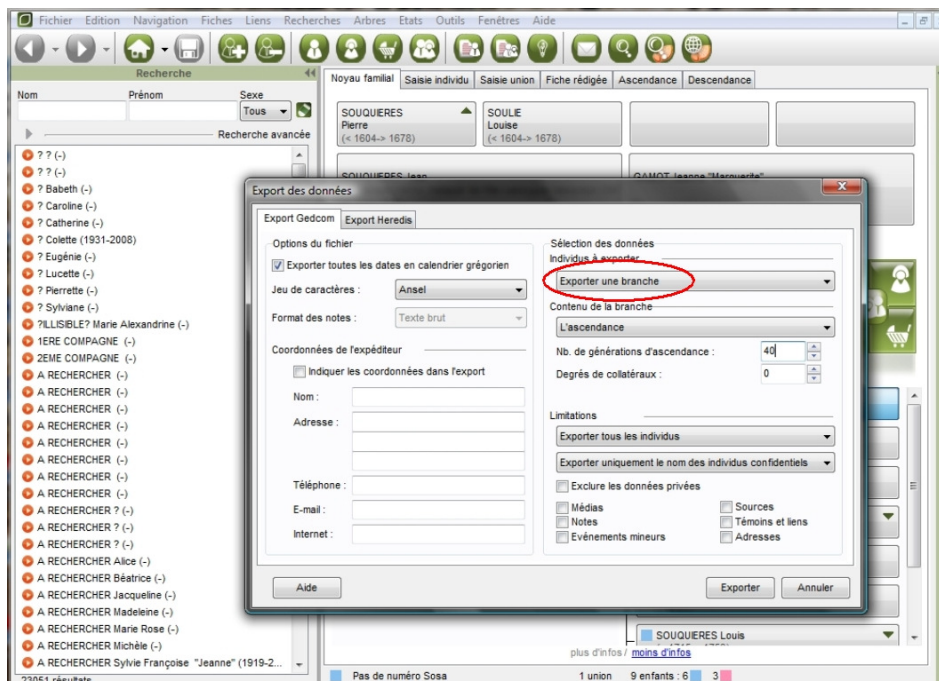 Fichier Edition Navigation Fiches Liens Recherches Arbres Etats Outils Fenêtres Aide
Recherche
Nom Prénom Sexe
Tous
Recherche avancée
? ? (-)
? ? (-)
? Babeth (-)
? Caroline (-)
? Catherine (-)
? Colette (1931-2008)
? Eugénie (-)
? Lucette (-)
? Pierrette (-)
? Sylviane (-)
?ILLISIBLE? Marie Alexandrine (-)
1ERE COMPAGNE (-)
2EME COMPAGNE (-)
A RECHERCHER (-)
A RECHERCHER (-)
A RECHERCHER (-)
A RECHERCHER (-)
A RECHERCHER (-)
A RECHERCHER (-)
A RECHERCHER (-)
A RECHERCHER (-)
A RECHERCHER ? (-)
A RECHERCHER ? (-)
A RECHERCHER ? (-)
A RECHERCHER Alice (-)
A RECHERCHER Béatrice (-)
A RECHERCHER Jacqueline (-)
A RECHERCHER Madeleine (-)
A RECHERCHER Marie Rose (-)
A RECHERCHER Michèle (-)
A RECHERCHER Sylvie Françoise "Jeanne" (1919-2...
23051 résultats
Noyau familial Saisie individu Saisie union Fiche rédigée Ascendance Descendance
SOUQUIERES
Pierre
(< 1604-> 1678)
SOULIE
Louise
(< 1606-> 1678)
SOUQUIERES Jean
GAMOT Jeanne "Marguerite"
Export des données
Export Gedcom Export Heredis
Options du fichier
Exporter toutes les dates en calendrier grégorien
Jeu de caractères : Ansel
Format des notes : Texte brut
Coordonnées de l'expéditeur
Indiquer les coordonnées dans l'export
Nom :
Adresse :
Téléphone :
E-mail :
Internet :
Sélection des données
Individus à exporter
Exporter une branche
Contenu de la branche
L'ascendance
Nb. de générations d'ascendance : 40
Degrés de collatéraux : 0
Limitations
Exporter tous les individus
Exporter uniquement le nom des individus confidentiels
Exclure les données privées
Médias Sources
Notes Témoins et liens
Evénements mineurs Adresses
Aide Exporter Annuler
SOUQUIERES Louis
plus d'infos / moins d'infos
Pas de numéro Sosa 1 union 9 enfants : 6 3